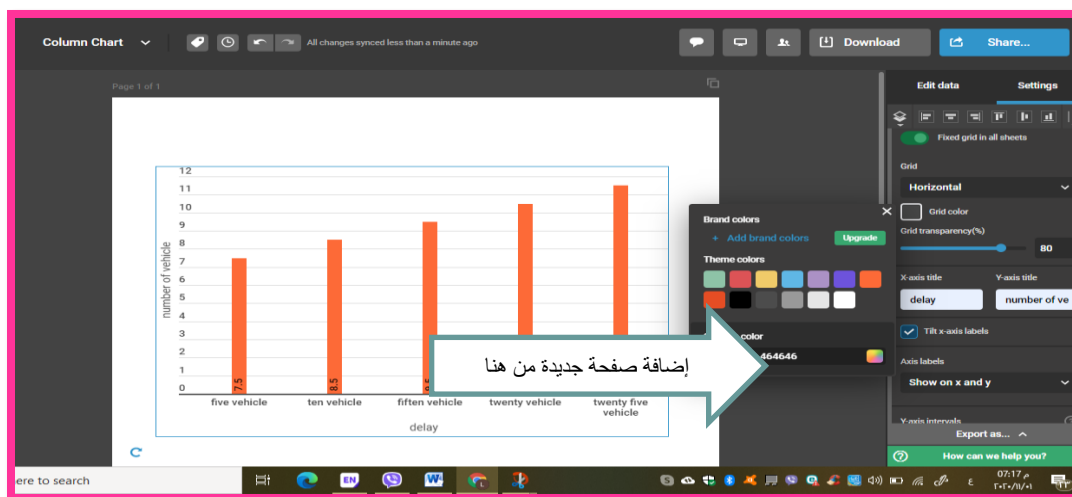 Column Chart
All changes synced less than a minute ago
Download
Share...
Page 1 of 1
Edit data
Settings
Fixed grid in all sheets
Grid
Horizontal
Grid color
Grid transparency(%)
80
X-axis title
Y-axis title
delay
number of ve
Tilt x-axis labels
Axis labels
Show on x and y
Y-axis intervals
Export as...
How can we help you?
Brand colors
+ Add brand colors
Upgrade
Theme colors
color
464646
إضافة صفحة جديدة من هنا
12
11
10
9
8
7
6
5
4
3
2
1
0
number of vehicle
7.5
8.5
five vehicle
ten vehicle
fiften vehicle
twenty vehicle
twenty five
vehicle
delay
ere to search
EN
ع
07:17 م
٢٠٢٠/١١/٠١